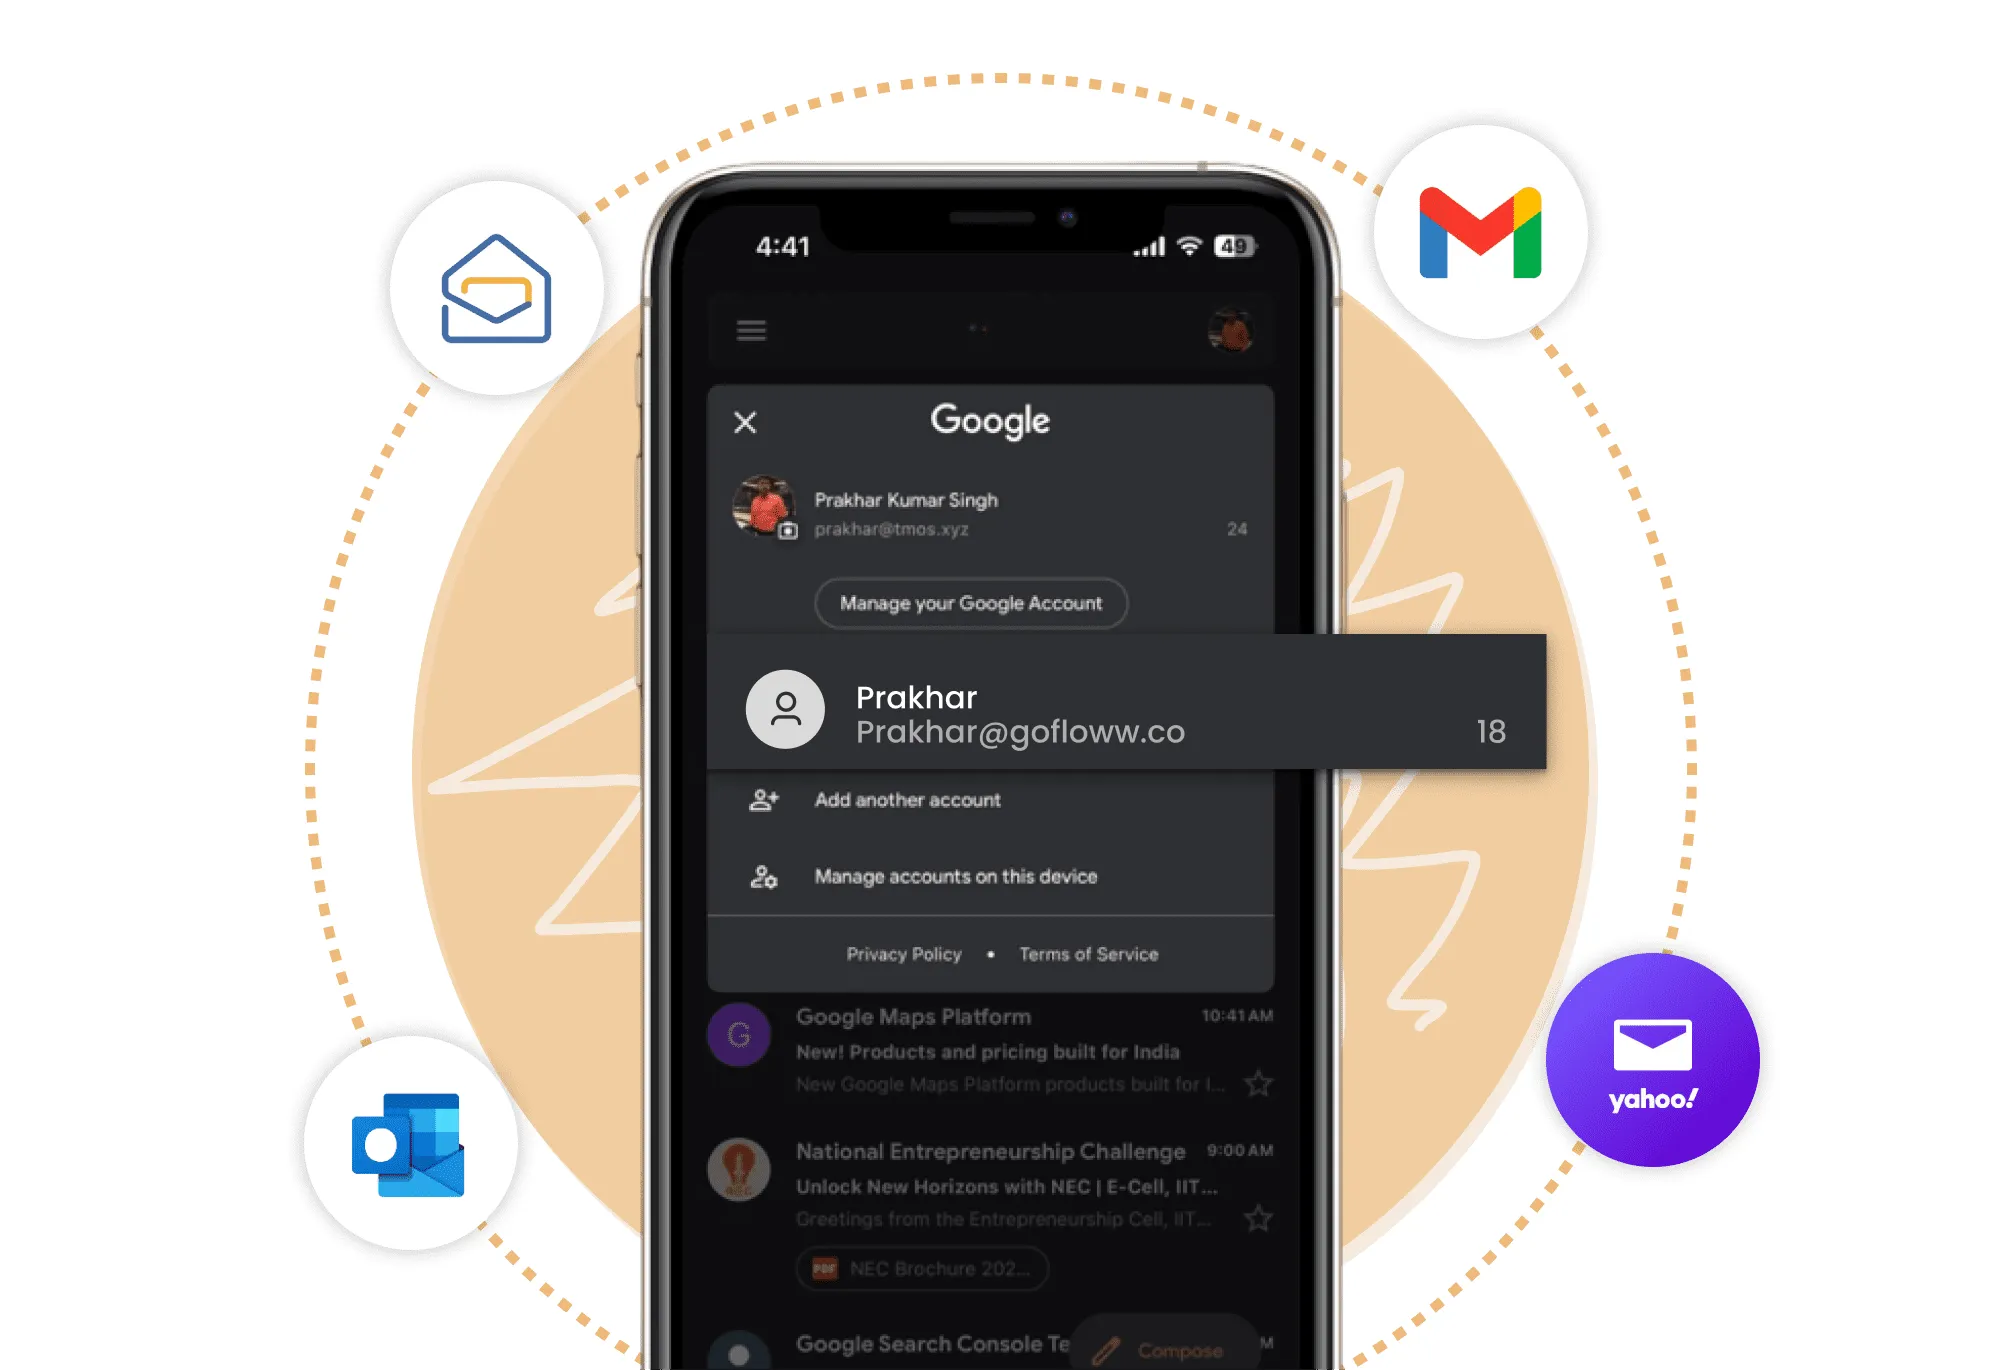 4:41
49
Google
Prakhar Kumar Singh
prakhar@tmos.xyz
24
Manage your Google Account
Prakhar
Prakhar@gofloww.co
18
Add another account
Manage accounts on this device
Privacy Policy • Terms of Service
G
Google Maps Platform 10:41 AM
New! Products and pricing built for India
New Google Maps Platform products built for I...
National Entrepreneurship Challenge 9:00 AM
Unlock New Horizons with NEC | E-Cell, IIT...
Greetings from the Entrepreneurship Cell, IIT...
NEC
PDF NEC Brochure 202...
Google Search Console Te M
Compose
yahoo!